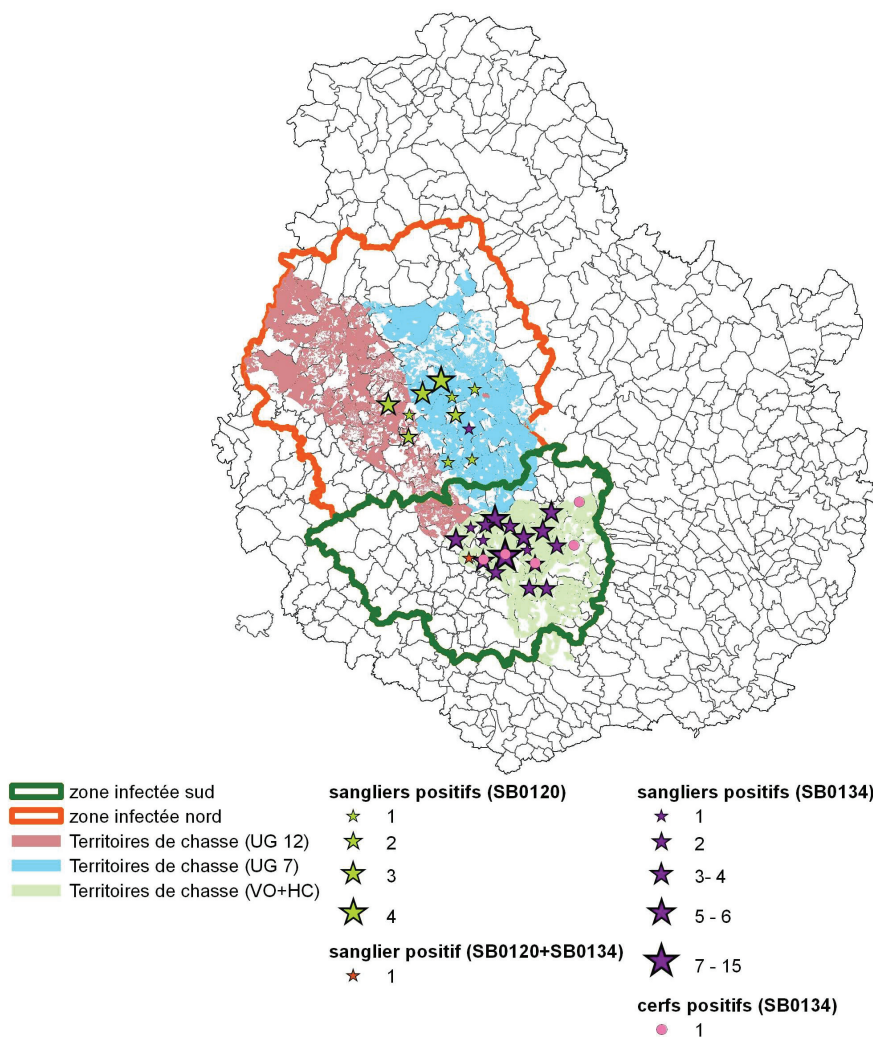 zone infectée sud
zone infectée nord
Territoires de chasse (UG 12)
Territoires de chasse (UG 7)
Territoires de chasse (VO+HC)
sangliers positifs (SB0120)
1
2
3
4
sanglier positif (SB0120+SB0134)
1
sangliers positifs (SB0134)
1
2
3- 4
5 - 6
7 - 15
cerfs positifs (SB0134)
1